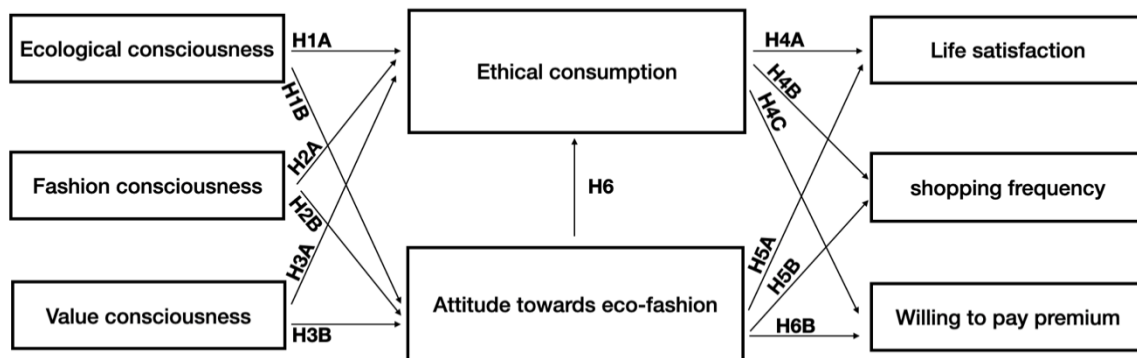 Ecological consciousness
H1A
Ethical consumption
H4A
Life satisfaction
H1B
H4B
H4C
H2A
Fashion consciousness
H6
shopping frequency
H2B
H3A
H5A
H5B
Value consciousness
H3B
Attitude towards eco-fashion
H6B
Willing to pay premium